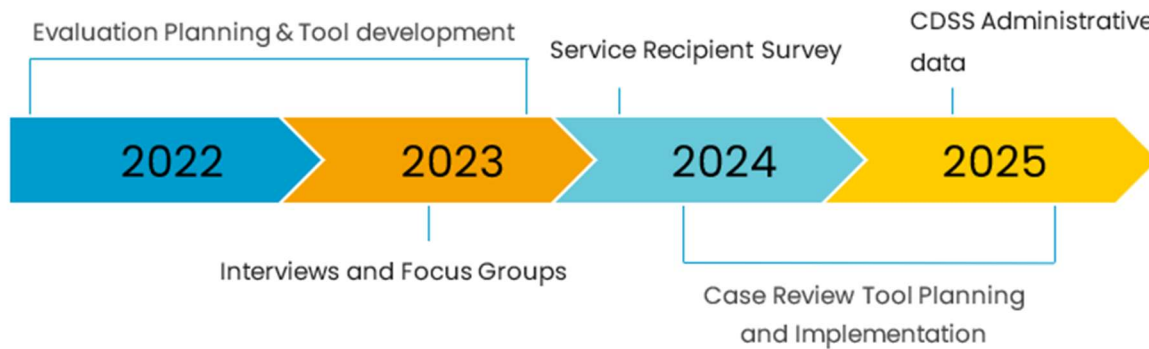 Evaluation Planning & Tool development
Service Recipient Survey
CDSS Administrative
data
2022
2023
2024
2025
Interviews and Focus Groups
Case Review Tool Planning
and Implementation